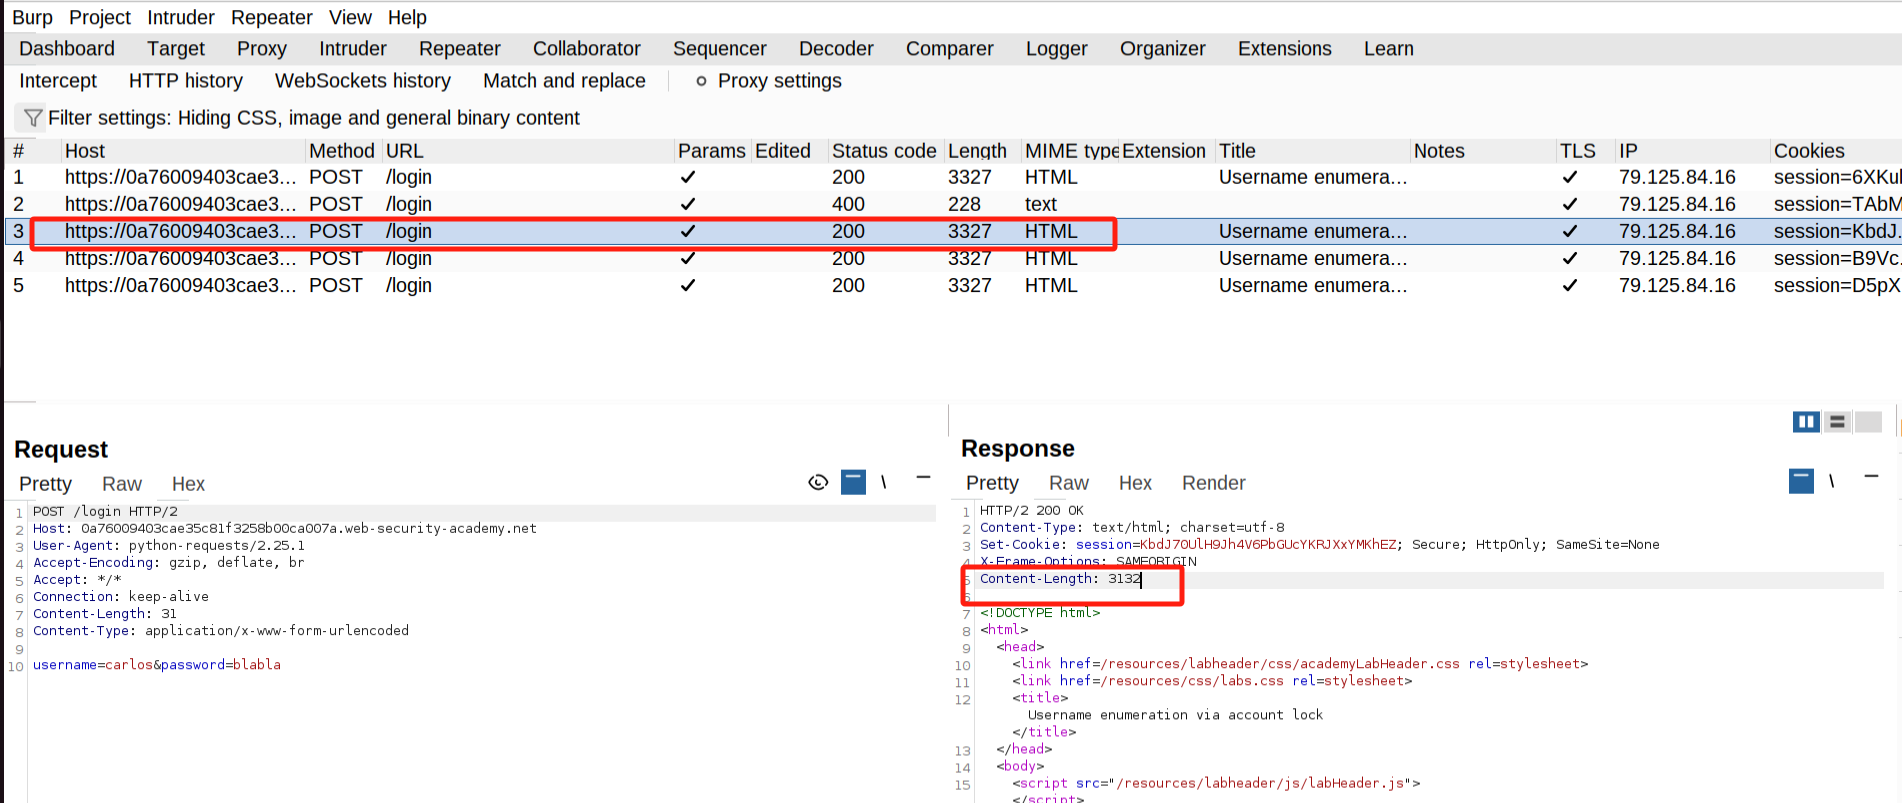 Burp Project Intruder Repeater View Help
Dashboard Target Proxy Intruder Repeater Collaborator Sequencer Decoder Comparer Logger Organizer Extensions Learn
Intercept HTTP history WebSockets history Match and replace Proxy settings
Filter settings: Hiding CSS, image and general binary content
# Host Method URL Params Edited Status code Length MIME type Extension Title Notes TLS IP Cookies
1 https://0a76009403cae3... POST /login ✓ 200 3327 HTML Username enumera... ✓ 79.125.84.16 session=6XKul
2 https://0a76009403cae3... POST /login ✓ 400 228 text ✓ 79.125.84.16 session=TAbM
3 https://0a76009403cae3... POST /login ✓ 200 3327 HTML Username enumera... ✓ 79.125.84.16 session=KbdJ.
4 https://0a76009403cae3... POST /login ✓ 200 3327 HTML Username enumera... ✓ 79.125.84.16 session=B9Vc.
5 https://0a76009403cae3... POST /login ✓ 200 3327 HTML Username enumera... ✓ 79.125.84.16 session=D5pX
Request
Pretty Raw Hex \
1 POST /login HTTP/2
2 Host: 0a76009403cae35c81f3258b00ca007a.web-security-academy.net
3 User-Agent: python-requests/2.25.1
4 Accept-Encoding: gzip, deflate, br
5 Accept: */*
6 Connection: keep-alive
7 Content-Length: 31
8 Content-Type: application/x-www-form-urlencoded
9
10 username=carlos&password=blabla
Response
Pretty Raw Hex Render \
1 HTTP/2 200 OK
2 Content-Type: text/html; charset=utf-8
3 Set-Cookie: session=KbdJ70UlH9Jh4V6PbGUcYKRJXxYMKhEZ; Secure; HttpOnly; SameSite=None
4 X-Frame-Options: SAMEORIGIN
5 Content-Length: 3132
6
7 <!DOCTYPE html>
8 <html>
9 <head>
10 <link href=/resources/labheader/css/academyLabHeader.css rel=stylesheet>
11 <link href=/resources/css/labs.css rel=stylesheet>
12 <title>
Username enumeration via account lock
</title>
13 </head>
14 <body>
15 <script src="/resources/labheader/js/labHeader.js">
</script>